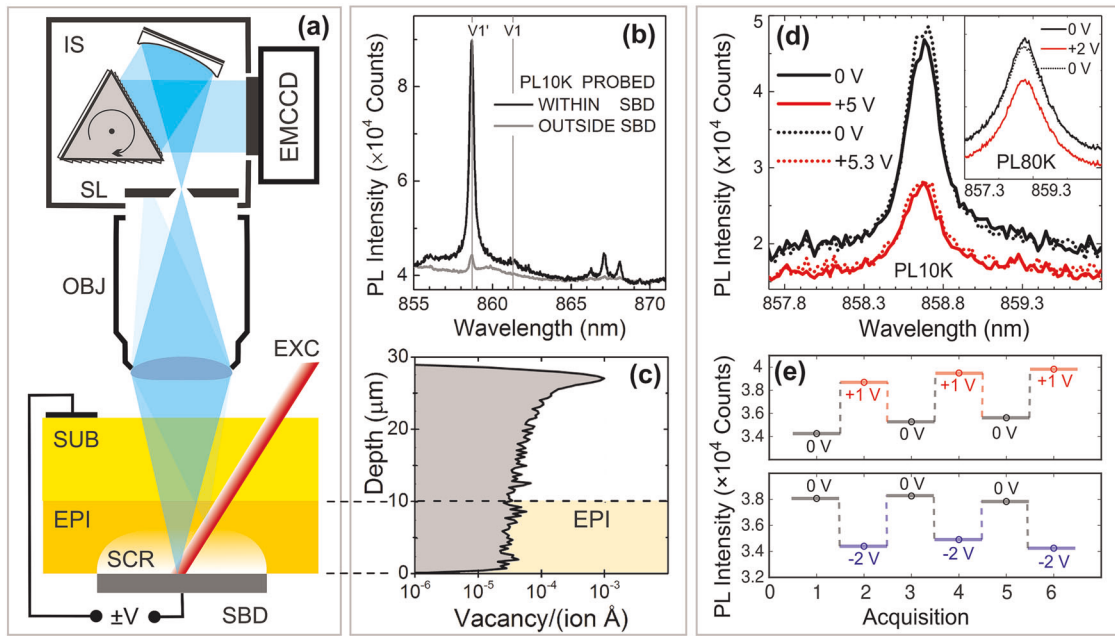 (a)
IS
EMCCD
SL
OBJ
EXC
SUB
EPI
SCR
±V
SBD
(b)
V1' V1
PL10K PROBED
WITHIN SBD
OUTSIDE SBD
PL Intensity (×10⁴ Counts)
8
6
4
855 860 865 870
Wavelength (nm)
(c)
Depth (μm)
30
20
10
0
EPI
10⁻⁶ 10⁻⁵ 10⁻⁴ 10⁻³
Vacancy/(ion Å)
(d)
0 V
+5 V
0 V
+5.3 V
PL Intensity (x10⁴ Counts)
5
4
3
2
1
PL10K
857.8 858.3 858.8 859.3
Wavelength (nm)
0 V
+2 V
0 V
PL80K
857.3 859.3
(e)
PL Intensity (×10⁴ Counts)
4
3.8
3.6
3.4
0 V
+1 V
0 V
+1 V
0 V
+1 V
3.8
3.6
3.4
3.2
0 V
-2 V
0 V
-2 V
0 V
-2 V
0 1 2 3 4 5 6
Acquisition